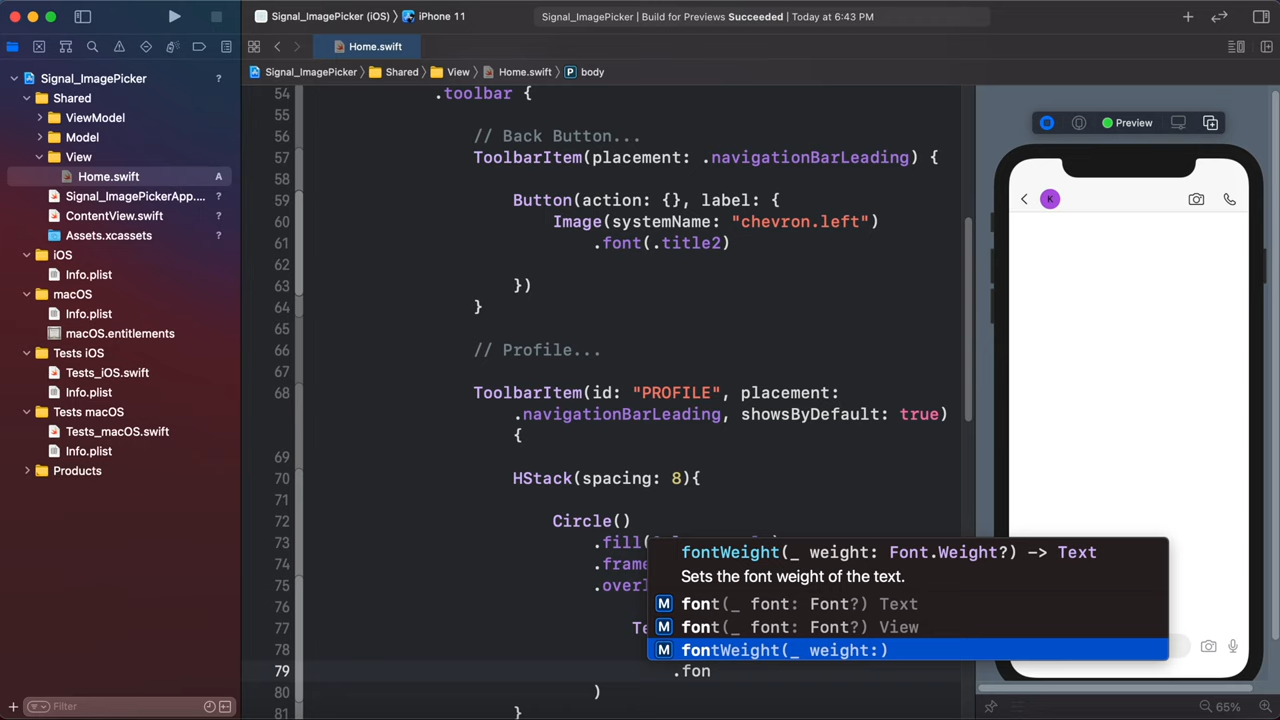 Signal_ImagePicker (iOS) 〉 iPhone 11
Signal_ImagePicker | Build for Previews Succeeded | Today at 6:43 PM
Home.swift
Signal_ImagePicker 〉 Shared 〉 View 〉 Home.swift 〉 P body
Signal_ImagePicker ?
Shared
ViewModel
Model
View
Home.swift A
Signal_ImagePickerApp.... ?
ContentView.swift ?
Assets.xcassets ?
iOS
Info.plist
macOS
Info.plist
macOS.entitlements
Tests iOS
Tests_iOS.swift
Info.plist
Tests macOS
Tests_macOS.swift
Info.plist
Products
Filter
54 .toolbar {
55
56 // Back Button...
57 ToolbarItem(placement: .navigationBarLeading) {
58
59 Button(action: {}, label: {
60 Image(systemName: "chevron.left")
61 .font(.title2)
62
63 })
64 }
65
66 // Profile...
67
68 ToolbarItem(id: "PROFILE", placement:
.navigationBarLeading, showsByDefault: true)
{
69
70 HStack(spacing: 8){
71
72 Circle()
73 .fill(
74 .frame
75 .overl
76
77 Te
78
79 .fon
80 )
81 }
fontWeight(_ weight: Font.Weight?) -> Text
Sets the font weight of the text.
M font(_ font: Font?) Text
M font(_ font: Font?) View
M fontWeight(_ weight:)
Preview
K
65%